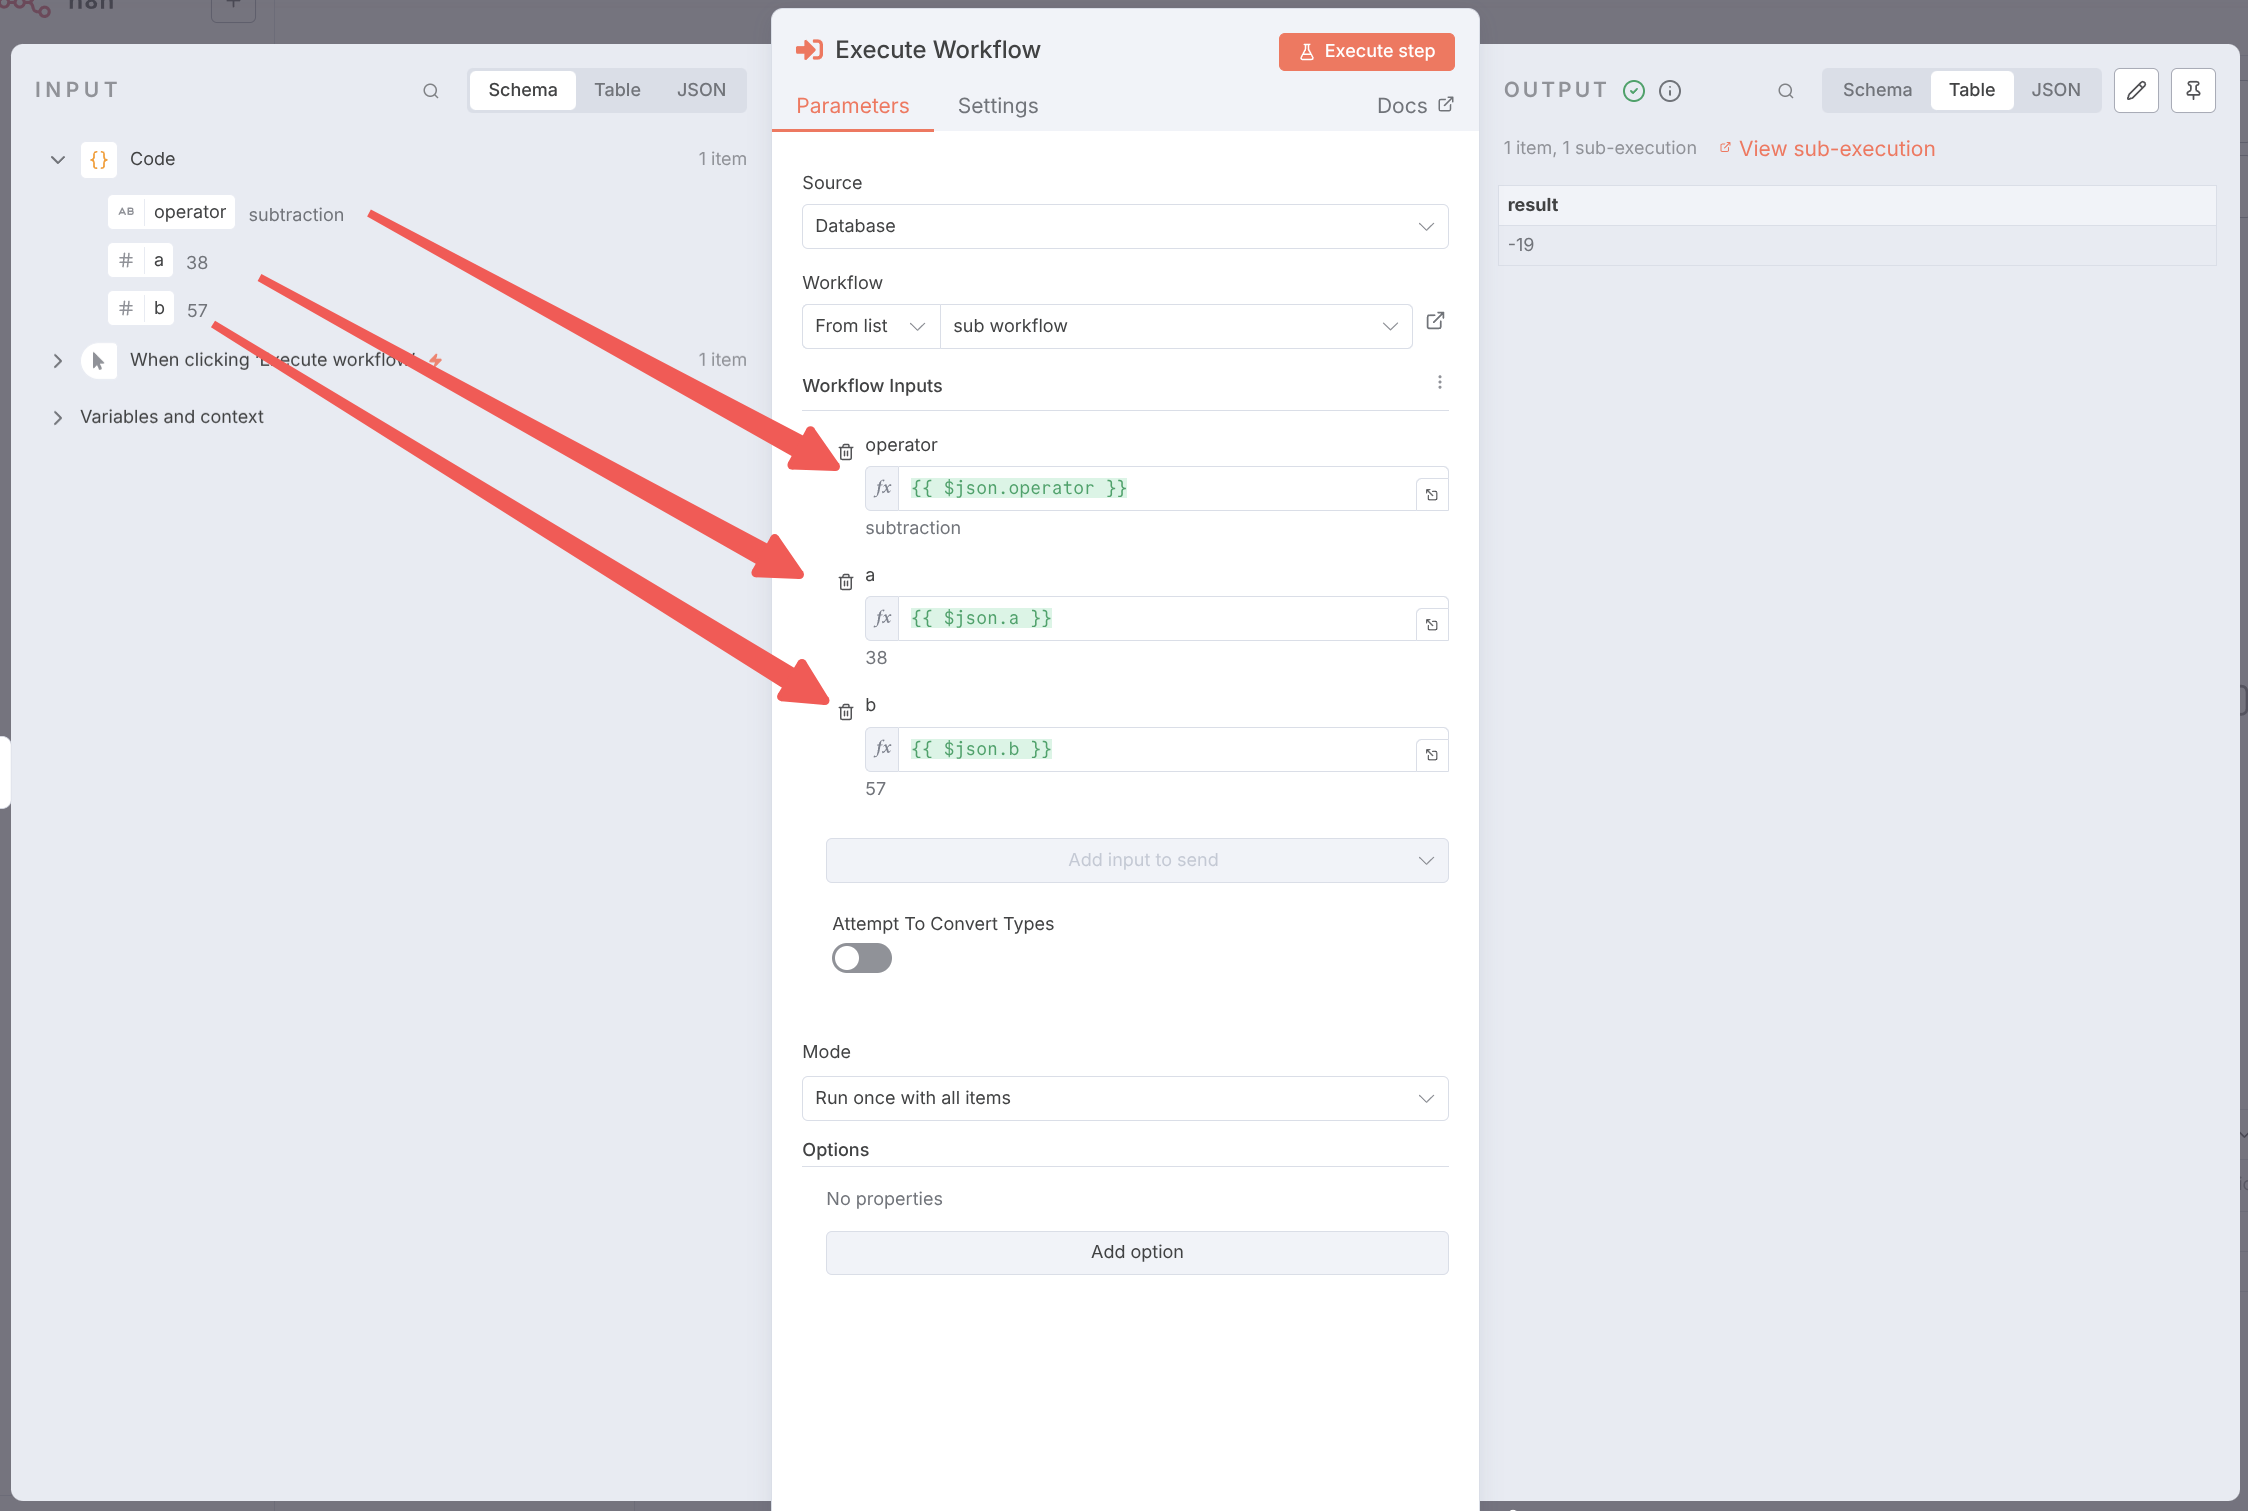 n8n
INPUT
Schema
Table
JSON
Code
1 item
AB operator subtraction
# a 38
# b 57
When clicking 'Execute workflow'
1 item
Variables and context
Execute Workflow
Execute step
Parameters
Settings
Docs
Source
Database
Workflow
From list
sub workflow
Workflow Inputs
operator
fx {{ $json.operator }}
subtraction
a
fx {{ $json.a }}
38
b
fx {{ $json.b }}
57
Add input to send
Attempt To Convert Types
Mode
Run once with all items
Options
No properties
Add option
OUTPUT
Schema
Table
JSON
1 item, 1 sub-execution
View sub-execution
result
-19